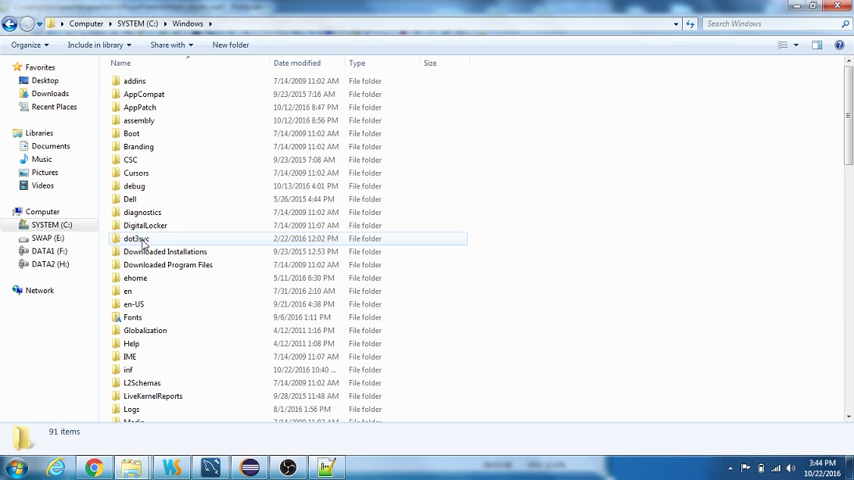 Computer ▸ SYSTEM (C:) ▸ Windows ▸
Search Windows
Organize Include in library Share with New folder
Name Date modified Type Size
Favorites
Desktop
Downloads
Recent Places
Libraries
Documents
Music
Pictures
Videos
Computer
SYSTEM (C:)
SWAP (E:)
DATA1 (F:)
DATA2 (H:)
Network
addins 7/14/2009 11:02 AM File folder
AppCompat 9/23/2015 7:16 AM File folder
AppPatch 10/12/2016 8:47 PM File folder
assembly 10/12/2016 8:56 PM File folder
Boot 7/14/2009 11:02 AM File folder
Branding 7/14/2009 11:02 AM File folder
CSC 9/23/2015 7:08 AM File folder
Cursors 7/14/2009 11:02 AM File folder
debug 10/13/2016 4:01 PM File folder
Dell 5/26/2015 4:44 PM File folder
diagnostics 7/14/2009 11:02 AM File folder
DigitalLocker 7/14/2009 11:07 AM File folder
dot3svc 2/22/2016 12:02 PM File folder
Downloaded Installations 9/23/2015 12:53 PM File folder
Downloaded Program Files 7/14/2009 11:02 AM File folder
ehome 5/11/2016 6:30 PM File folder
en 7/31/2016 2:10 AM File folder
en-US 9/21/2016 4:38 PM File folder
Fonts 9/6/2016 1:11 PM File folder
Globalization 4/12/2011 1:16 PM File folder
Help 4/12/2011 1:08 PM File folder
IME 7/14/2009 11:07 AM File folder
inf 10/22/2016 10:40 ... File folder
L2Schemas 7/14/2009 11:02 AM File folder
LiveKernelReports 9/28/2015 11:48 AM File folder
Logs 8/1/2016 1:56 PM File folder
91 items
3:44 PM
10/22/2016